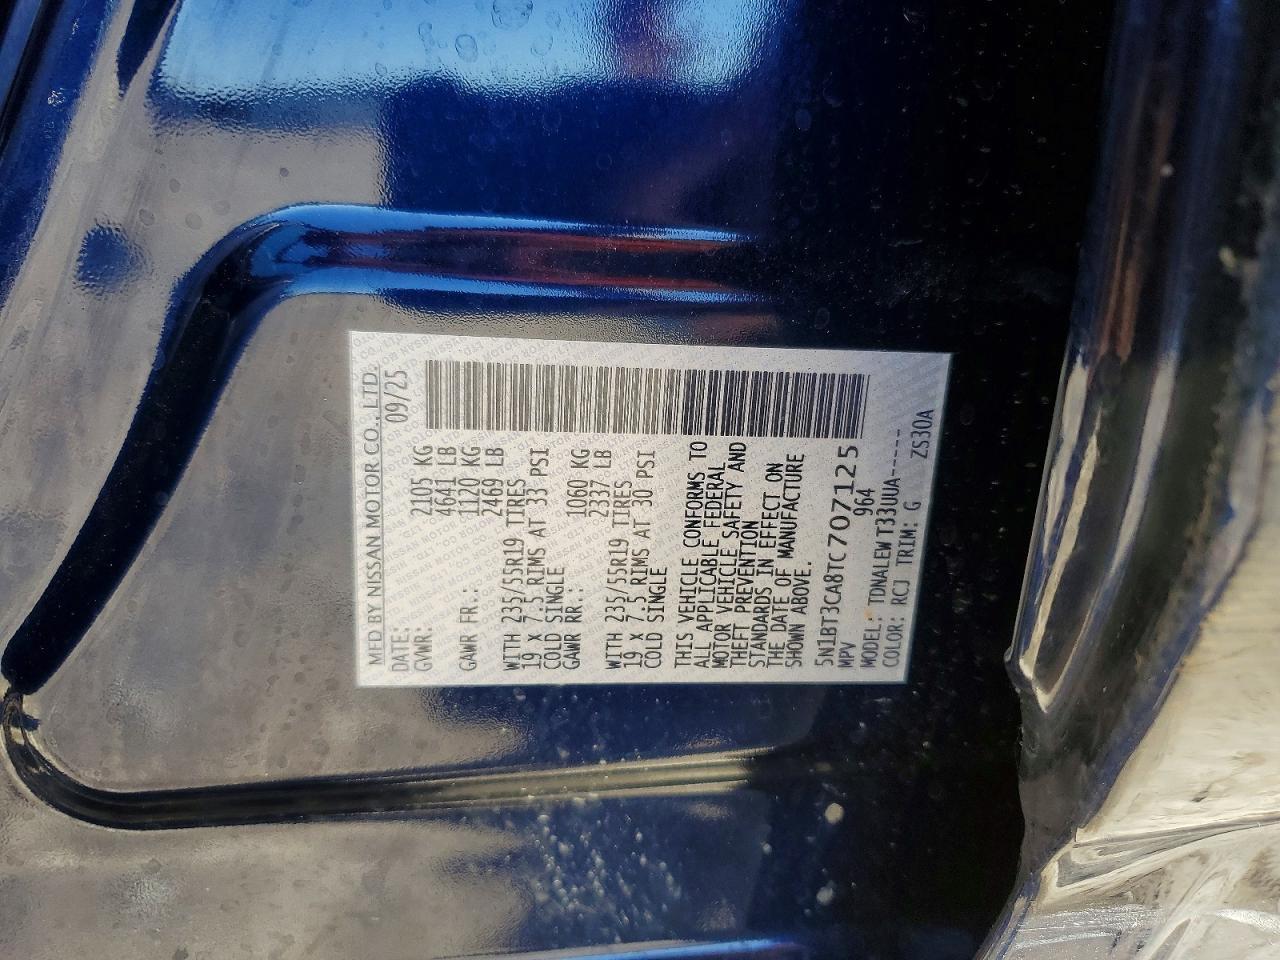 MFD BY NISSAN MOTOR CO., LTD.
DATE: 09/25
GVWR: 2105 KG
4641 LB
GAWR FR.: 1120 KG
2469 LB
WITH 235/55R19 TIRES
19 x 7.5 RIMS AT 33 PSI
COLD SINGLE
GAWR RR.: 1060 KG
2337 LB
WITH 235/55R19 TIRES
19 x 7.5 RIMS AT 30 PSI
COLD SINGLE
THIS VEHICLE CONFORMS TO
ALL APPLICABLE FEDERAL
MOTOR VEHICLE SAFETY AND
THEFT PREVENTION
STANDARDS IN EFFECT ON
THE DATE OF MANUFACTURE
SHOWN ABOVE.
5N1BT3CA8TC707125
MPV 964
MODEL: TDNALEW T33UUA-----
COLOR: RCJ TRIM: G ZS30A